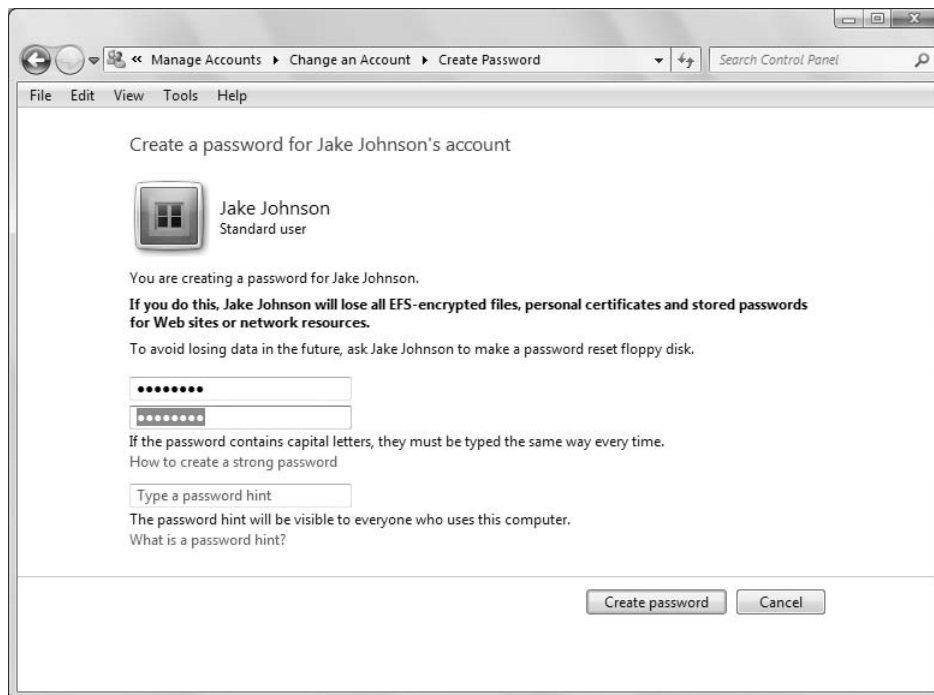 « Manage Accounts ▸ Change an Account ▸ Create Password Search Control Panel
File Edit View Tools Help
Create a password for Jake Johnson's account
Jake Johnson
Standard user
You are creating a password for Jake Johnson.
If you do this, Jake Johnson will lose all EFS-encrypted files, personal certificates and stored passwords
for Web sites or network resources.
To avoid losing data in the future, ask Jake Johnson to make a password reset floppy disk.
••••••••
••••••••
If the password contains capital letters, they must be typed the same way every time.
How to create a strong password
Type a password hint
The password hint will be visible to everyone who uses this computer.
What is a password hint?
Create password Cancel